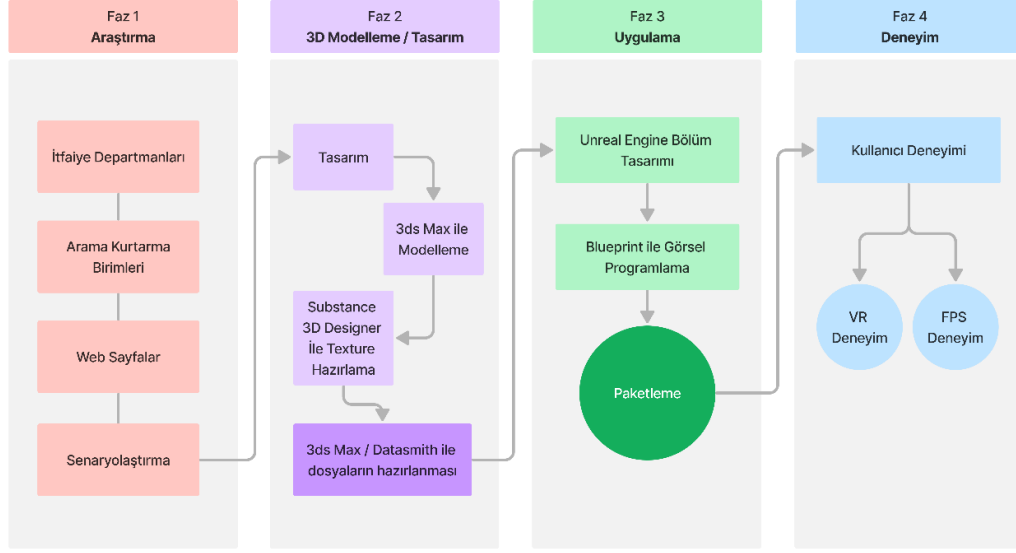 Faz 1
Araştırma
İtfaiye Departmanları
Arama Kurtarma
Birimleri
Web Sayfalar
Senaryolaştırma
Faz 2
3D Modelleme / Tasarım
Tasarım
3ds Max ile
Modelleme
Substance
3D Designer
İle Texture
Hazırlama
3ds Max / Datasmith ile
dosyaların hazırlanması
Faz 3
Uygulama
Unreal Engine Bölüm
Tasarımı
Blueprint ile Görsel
Programlama
Paketleme
Faz 4
Deneyim
Kullanıcı Deneyimi
VR
Deneyim
FPS
Deneyim